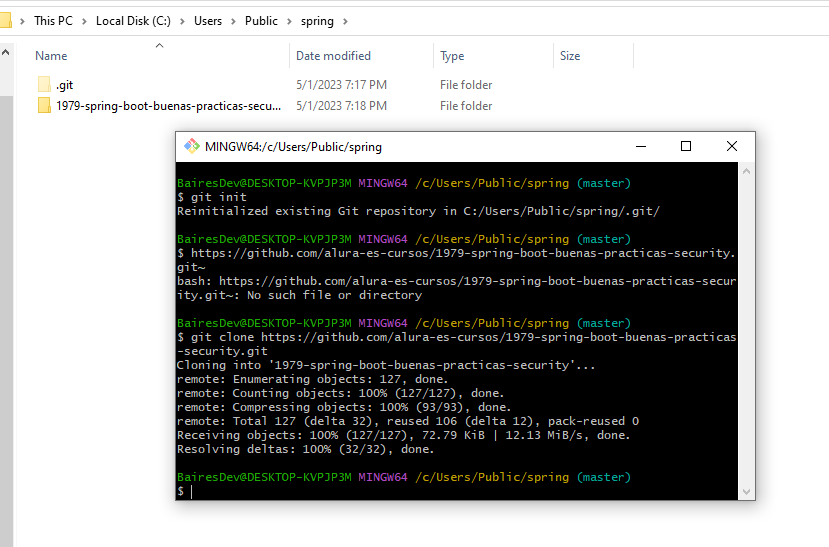 This PC > Local Disk (C:) > Users > Public > spring >
Name Date modified Type Size
.git 5/1/2023 7:17 PM File folder
1979-spring-boot-buenas-practicas-secu... 5/1/2023 7:18 PM File folder
MINGW64:/c/Users/Public/spring
BairesDev@DESKTOP-KVPJP3M MINGW64 /c/Users/Public/spring (master)
$ git init
Reinitialized existing Git repository in C:/Users/Public/spring/.git/
BairesDev@DESKTOP-KVPJP3M MINGW64 /c/Users/Public/spring (master)
$ https://github.com/alura-es-cursos/1979-spring-boot-buenas-practicas-security.
git~
bash: https://github.com/alura-es-cursos/1979-spring-boot-buenas-practicas-secur
ity.git~: No such file or directory
BairesDev@DESKTOP-KVPJP3M MINGW64 /c/Users/Public/spring (master)
$ git clone https://github.com/alura-es-cursos/1979-spring-boot-buenas-practicas
-security.git
Cloning into '1979-spring-boot-buenas-practicas-security'...
remote: Enumerating objects: 127, done.
remote: Counting objects: 100% (127/127), done.
remote: Compressing objects: 100% (93/93), done.
remote: Total 127 (delta 32), reused 106 (delta 12), pack-reused 0
Receiving objects: 100% (127/127), 72.79 KiB | 12.13 MiB/s, done.
Resolving deltas: 100% (32/32), done.
BairesDev@DESKTOP-KVPJP3M MINGW64 /c/Users/Public/spring (master)
$